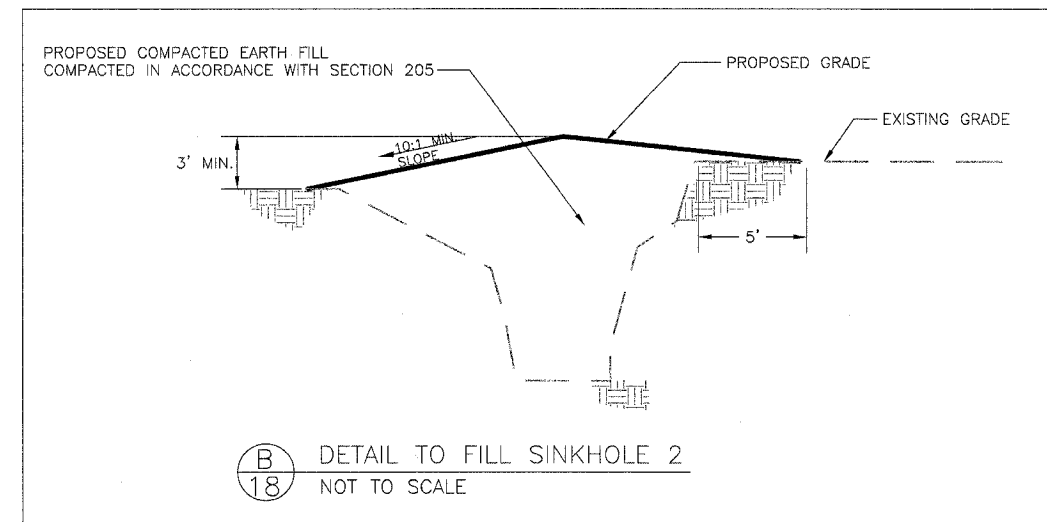 PROPOSED COMPACTED EARTH FILL
COMPACTED IN ACCORDANCE WITH SECTION 205
PROPOSED GRADE
EXISTING GRADE
10:1 MIN.
SLOPE
3' MIN.
5'
B
18
DETAIL TO FILL SINKHOLE 2
NOT TO SCALE